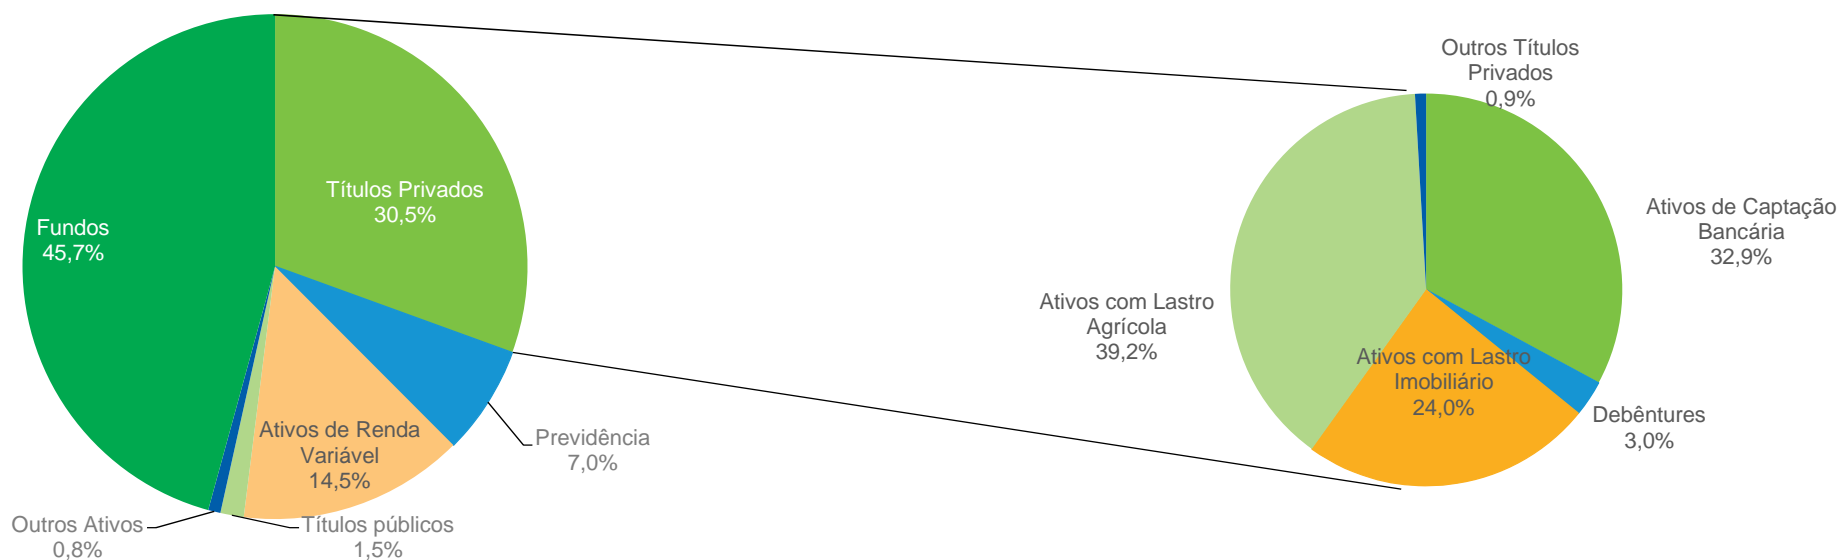 Títulos Privados
30,5%
Fundos
45,7%
Ativos de Renda
Variável
14,5%
Previdência
7,0%
Outros Ativos
0,8%
Títulos públicos
1,5%
Outros Títulos
Privados
0,9%
Ativos de Captação
Bancária
32,9%
Ativos com Lastro
Agrícola
39,2%
Ativos com Lastro
Imobiliário
24,0%
Debêntures
3,0%